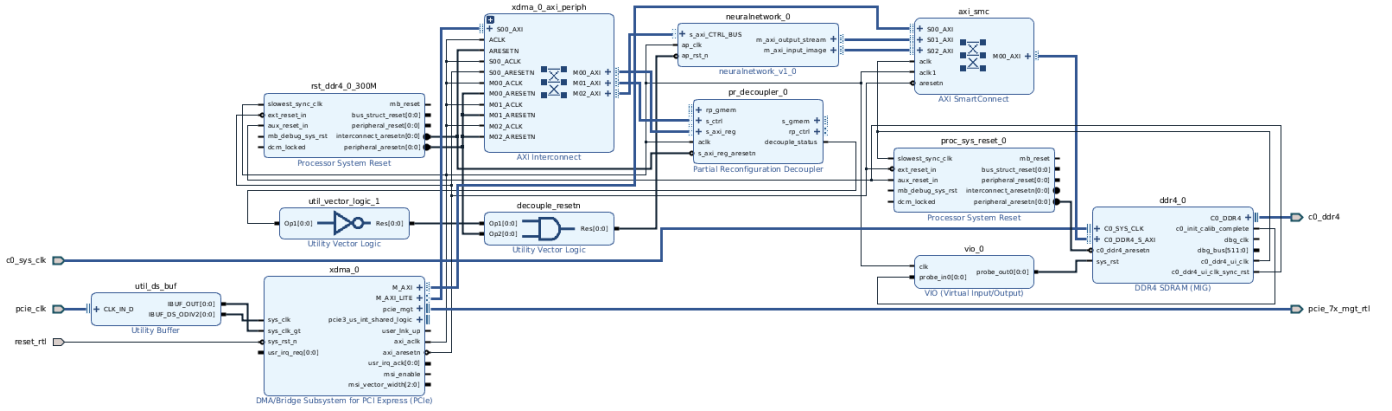 rst_ddr4_0_300M
slowest_sync_clk
ext_reset_in
aux_reset_in
mb_debug_sys_rst
dcm_locked
mb_reset
bus_struct_reset[0:0]
peripheral_reset[0:0]
interconnect_aresetn[0:0]
peripheral_aresetn[0:0]
Processor System Reset
xdma_0_axi_periph
S00_AXI
ACLK
ARESETN
S00_ACLK
S00_ARESETN
M00_ACLK
M00_ARESETN
M01_ACLK
M01_ARESETN
M02_ACLK
M02_ARESETN
M00_AXI
M01_AXI
M02_AXI
AXI Interconnect
neuralnetwork_0
s_axi_CTRL_BUS
ap_clk
ap_rst_n
m_axi_output_stream
m_axi_input_image
neuralnetwork_v1_0
axi_smc
S00_AXI
S01_AXI
S02_AXI
aclk
aclk1
aresetn
M00_AXI
AXI SmartConnect
pr_decoupler_0
rp_gmem
s_ctrl
s_axi_reg
aclk
s_axi_reg_aresetn
s_gmem
rp_ctrl
decouple_status
Partial Reconfiguration Decoupler
proc_sys_reset_0
slowest_sync_clk
ext_reset_in
aux_reset_in
mb_debug_sys_rst
dcm_locked
mb_reset
bus_struct_reset[0:0]
peripheral_reset[0:0]
interconnect_aresetn[0:0]
peripheral_aresetn[0:0]
Processor System Reset
util_vector_logic_1
Op1[0:0]
Res[0:0]
Utility Vector Logic
decouple_resetn
Op1[0:0]
Op2[0:0]
Res[0:0]
Utility Vector Logic
ddr4_0
C0_SYS_CLK
C0_DDR4_S_AXI
c0_ddr4_aresetn
sys_rst
C0_DDR4
c0_init_calib_complete
dbg_clk
dbg_bus[511:0]
c0_ddr4_ui_clk
c0_ddr4_ui_clk_sync_rst
DDR4 SDRAM (MIG)
c0_ddr4
vio_0
clk
probe_in0[0:0]
probe_out0[0:0]
VIO (Virtual Input/Output)
c0_sys_clk
pcie_clk
reset_rtl
util_ds_buf
CLK_IN_D
IBUF_OUT[0:0]
IBUF_DS_ODIV2[0:0]
Utility Buffer
xdma_0
sys_clk
sys_clk_gt
sys_rst_n
usr_irq_req[0:0]
M_AXI
M_AXI_LITE
pcie_mgt
pcie3_us_int_shared_logic
user_lnk_up
axi_aclk
axi_aresetn
usr_irq_ack[0:0]
msi_enable
msi_vector_width[2:0]
DMA/Bridge Subsystem for PCI Express (PCIe)
pcie_7x_mgt_rtl